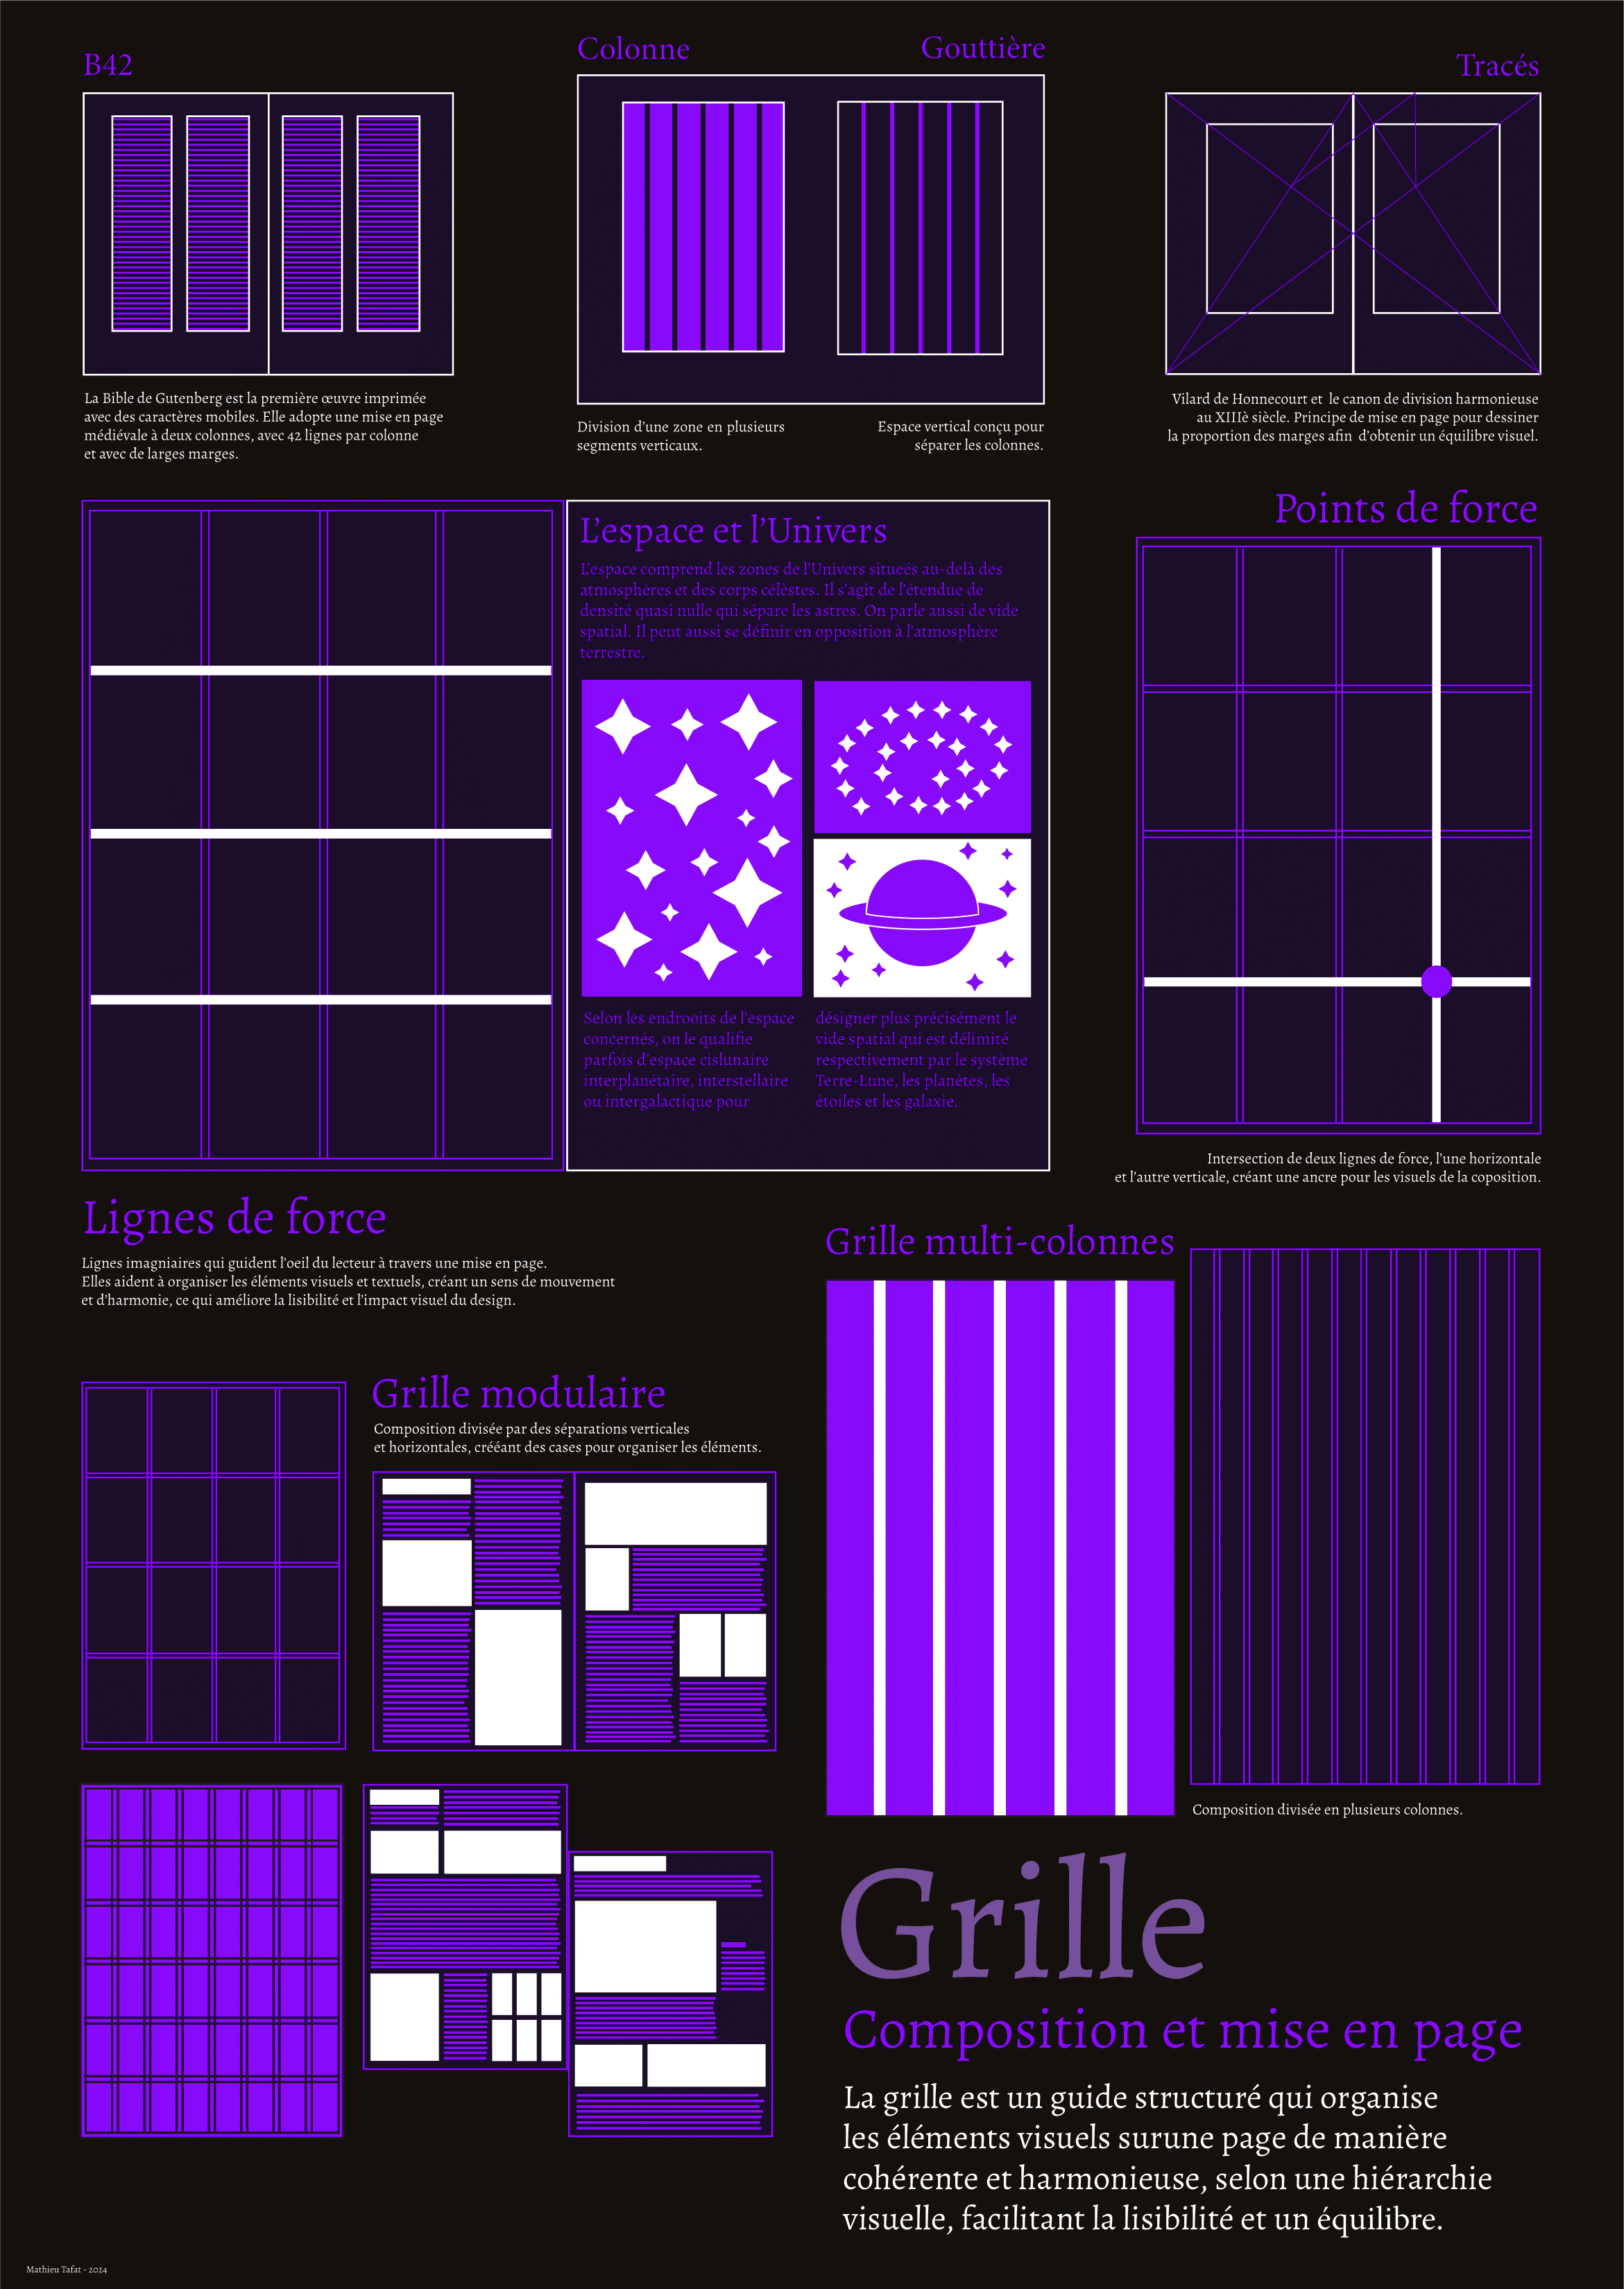 B42
La Bible de Gutenberg est la première œuvre imprimée
avec des caractères mobiles. Elle adopte une mise en page
médiévale à deux colonnes, avec 42 lignes par colonne
et avec de larges marges.
Colonne
Gouttière
Division d'une zone en plusieurs
segments verticaux.
Espace vertical conçu pour
séparer les colonnes.
Tracés
Vilard de Honnecourt et le canon de division harmonieuse
au XIIIè siècle. Principe de mise en page pour dessiner
la proportion des marges afin d'obtenir un équilibre visuel.
L'espace et l'Univers
L'espace comprend les zones de l'Univers situeés au-delà des
atmosphères et des corps célèstes. Il s'agit de l'étendue de
densité quasi nulle qui sépare les astres. On parle aussi de vide
spatial. Il peut aussi se définir en opposition à l'atmosphère
terrestre.
Selon les endrooits de l'espace
concernés, on le qualifie
parfois d'espace cislunaire
interplanétaire, interstellaire
ou intergalactique pour
désigner plus précisément le
vide spatial qui est délimité
respectivement par le système
Terre-Lune, les planètes, les
étoiles et les galaxie.
Points de force
Intersection de deux lignes de force, l'une horizontale
et l'autre verticale, créant une ancre pour les visuels de la coposition.
Lignes de force
Lignes imagniaires qui guident l'oeil du lecteur à travers une mise en page.
Elles aident à organiser les éléments visuels et textuels, créant un sens de mouvement
et d'harmonie, ce qui améliore la lisibilité et l'impact visuel du design.
Grille multi-colonnes
Composition divisée en plusieurs colonnes.
Grille modulaire
Composition divisée par des séparations verticales
et horizontales, crééant des cases pour organiser les éléments.
Grille
Composition et mise en page
La grille est un guide structuré qui organise
les éléments visuels surune page de manière
cohérente et harmonieuse, selon une hiérarchie
visuelle, facilitant la lisibilité et un équilibre.
Mathieu Tafat - 2024